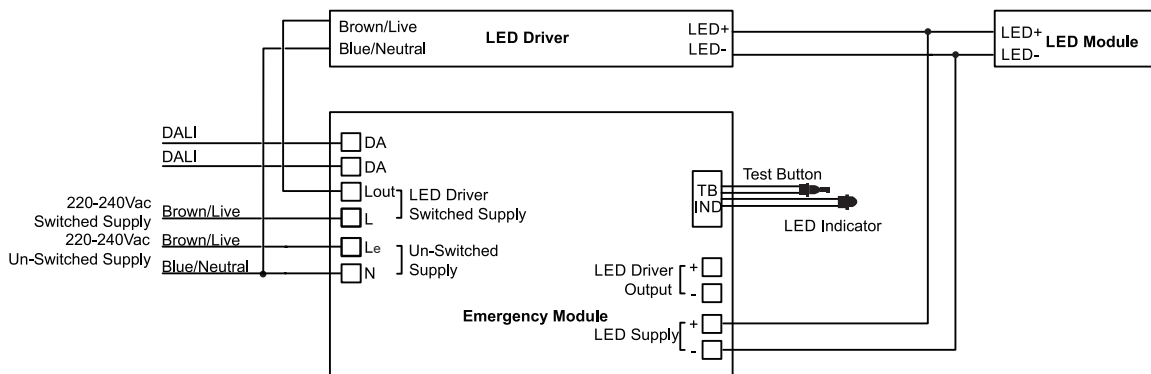 Brown/Live
Blue/Neutral
LED Driver
LED+
LED-
LED+
LED-
LED Module
DALI
DALI
DA
DA
Lout
L
LED Driver
Switched Supply
220-240Vac
Switched Supply
Brown/Live
220-240Vac
Un-Switched Supply
Brown/Live
Blue/Neutral
Le
N
Un-Switched
Supply
TB
IND
Test Button
LED Indicator
LED Driver
Output
+
-
Emergency Module
LED Supply
+
-